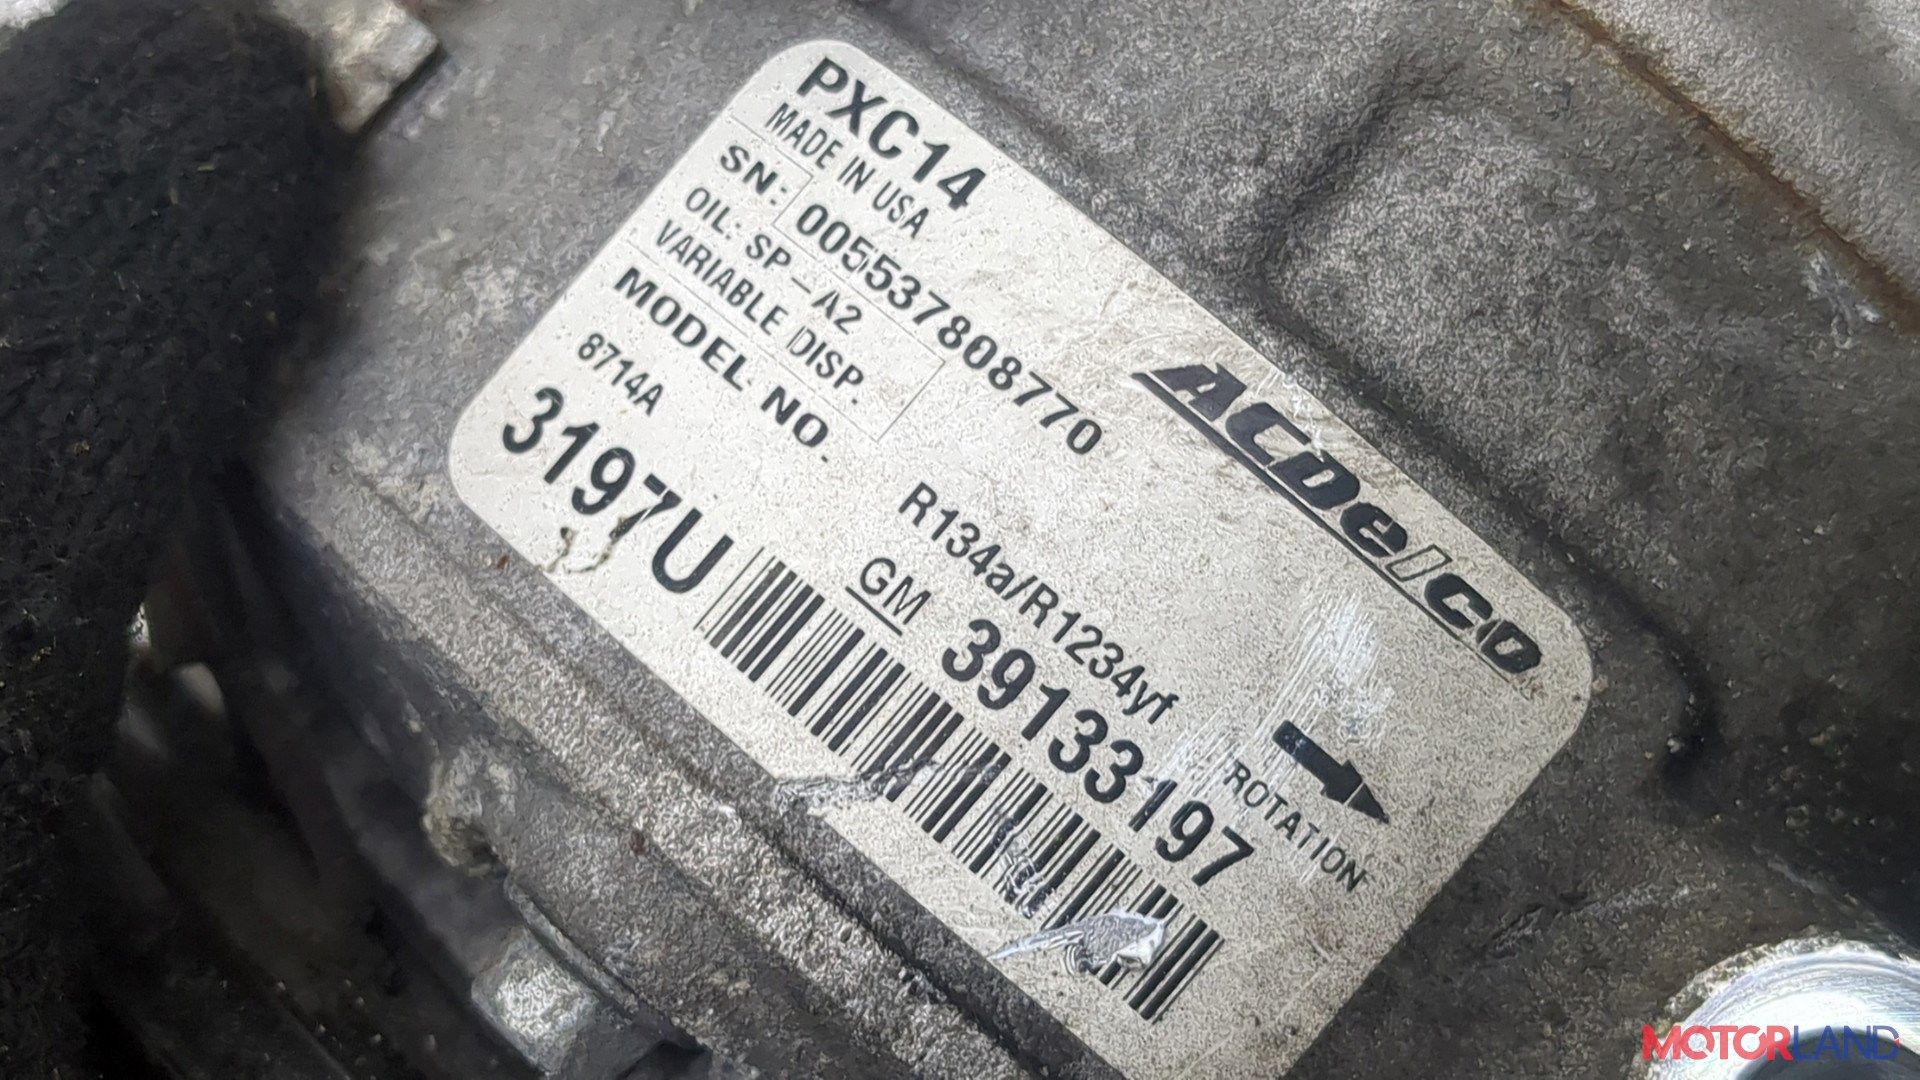 PXC14
MADE IN USA
SN: 005537808770
OIL: SP-A2
VARIABLE DISP.
MODEL NO.
8714A
3197U
ACDelco
R134a/R1234yf
GM 39133197
ROTATION
MOTORLAND